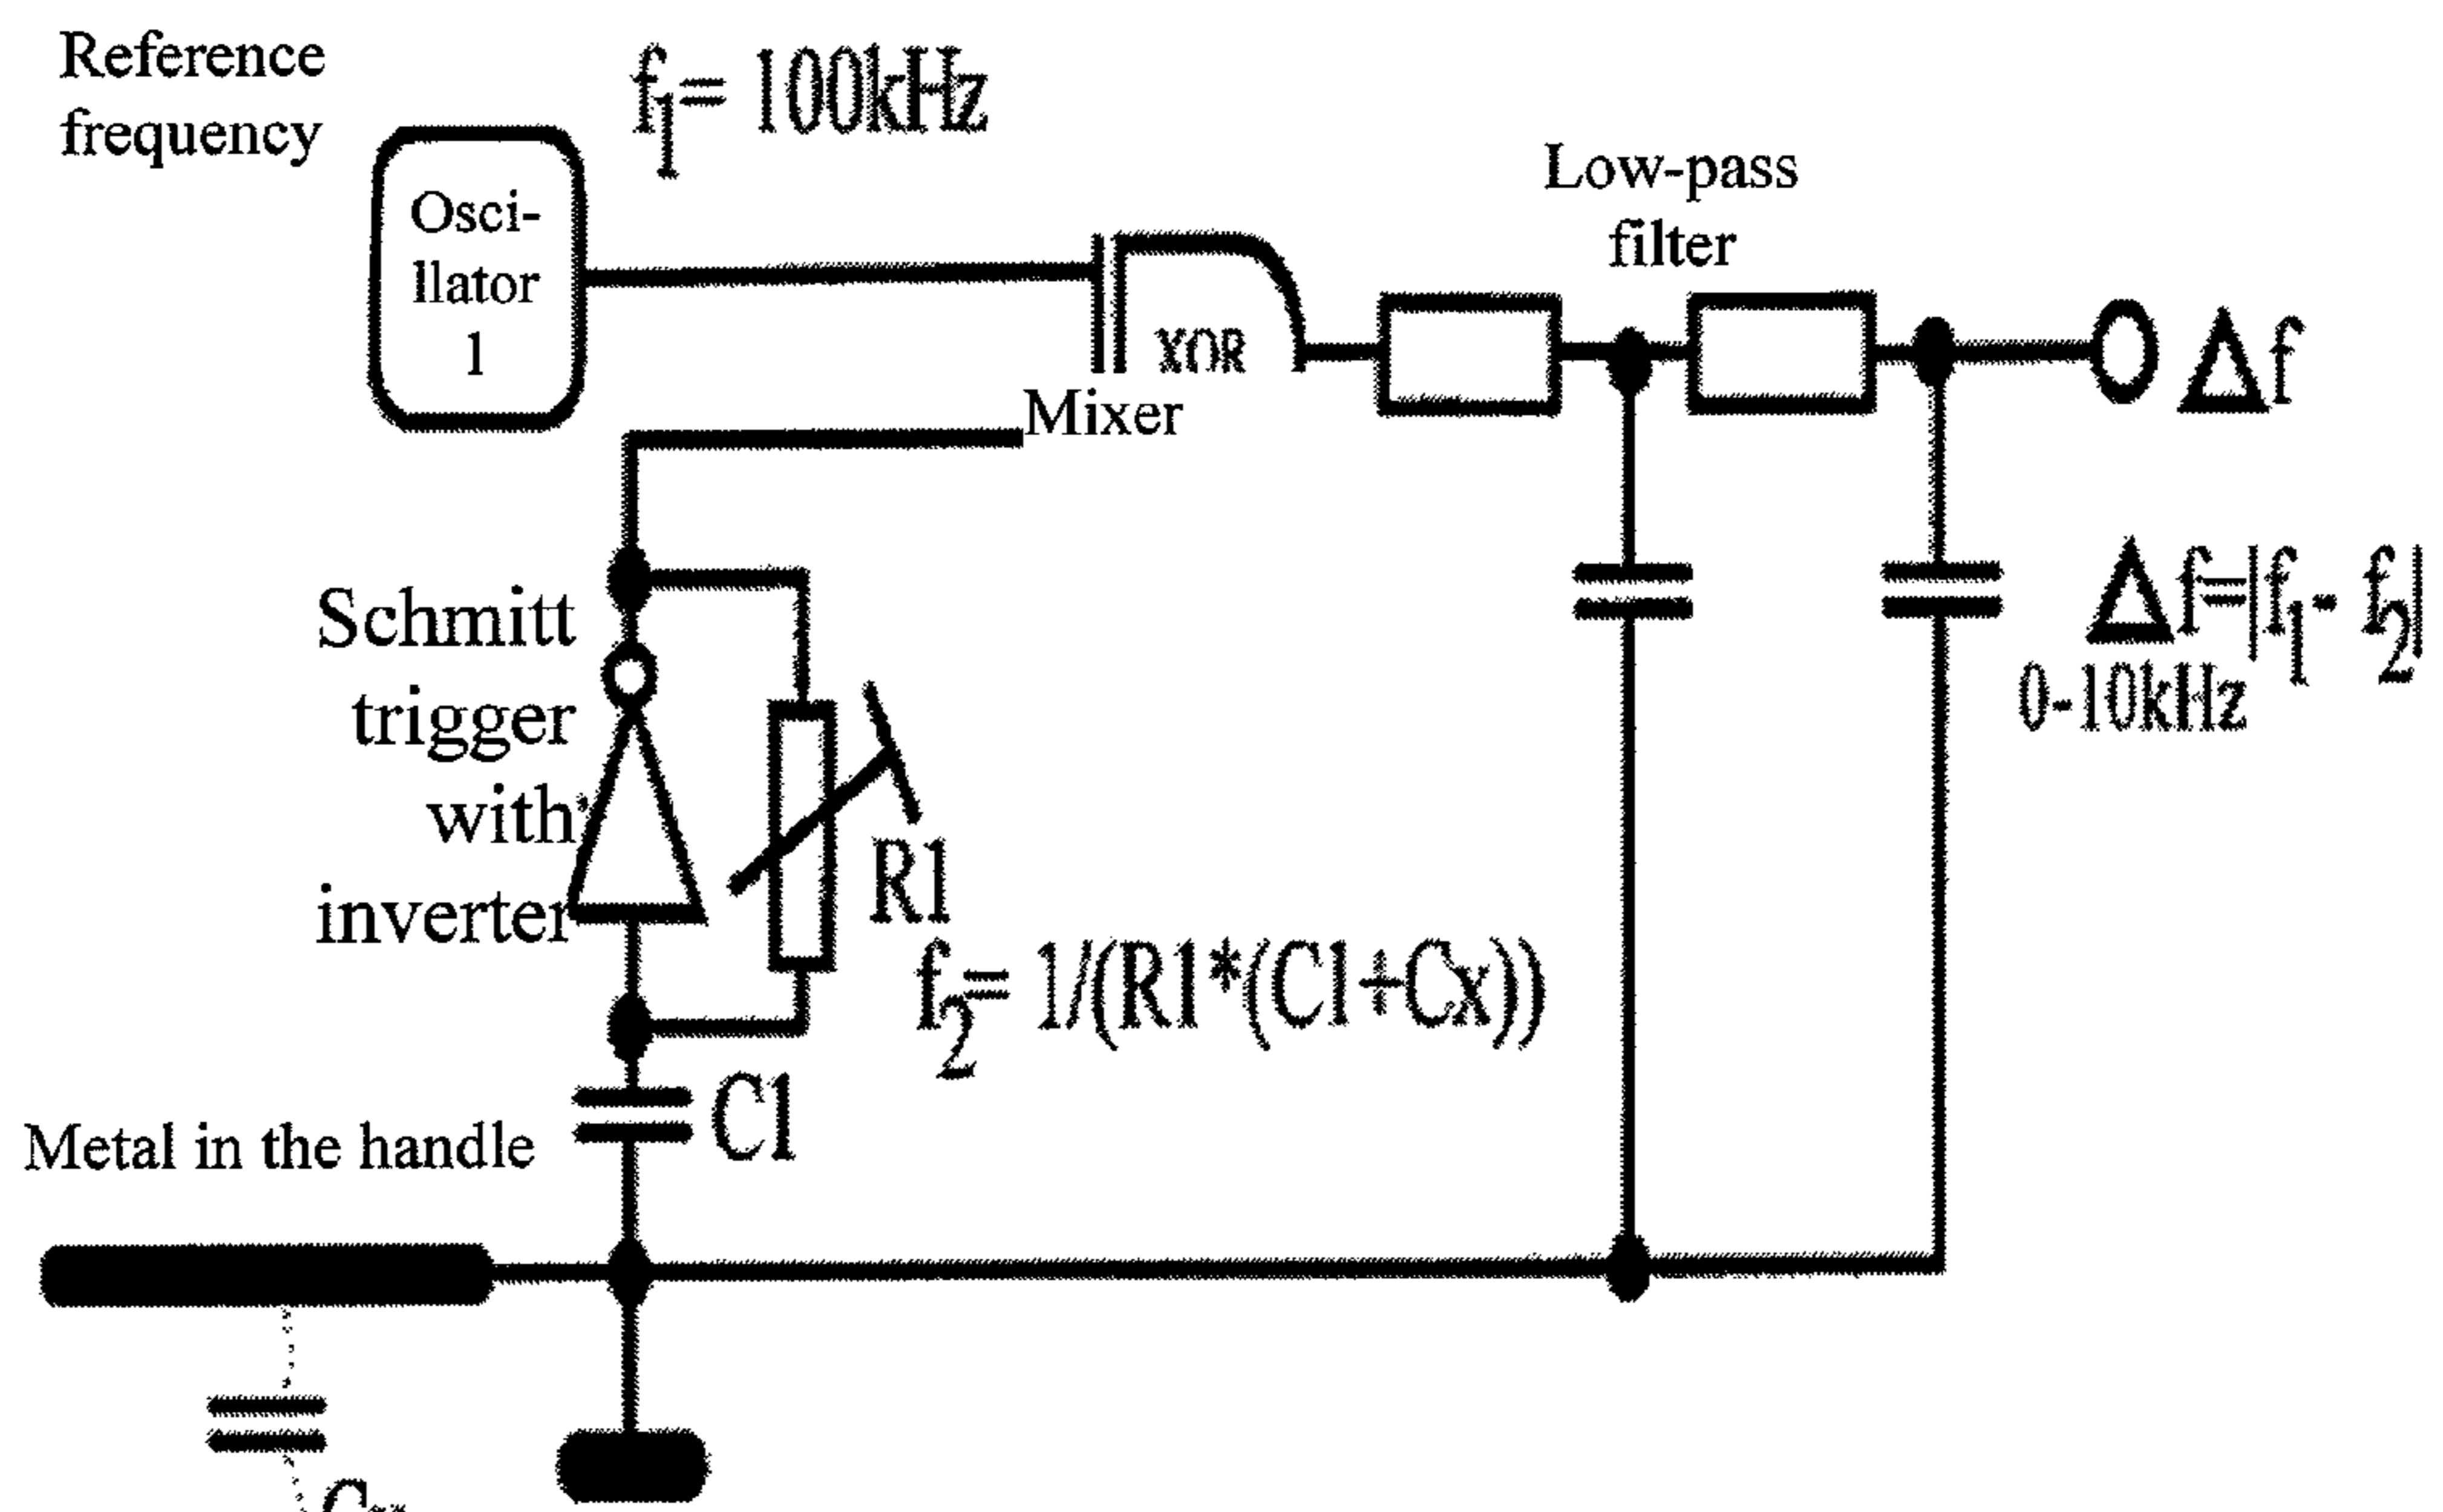 Reference
frequency
f1= 100kHz
Osci-
llator
1
Low-pass
filter
XOR
Mixer
Δf
Schmitt
trigger
with
inverter
R1
Δf=|f1- f2|
0-10kHz
f2= 1/(R1*(C1+Cx))
C1
Metal in the handle